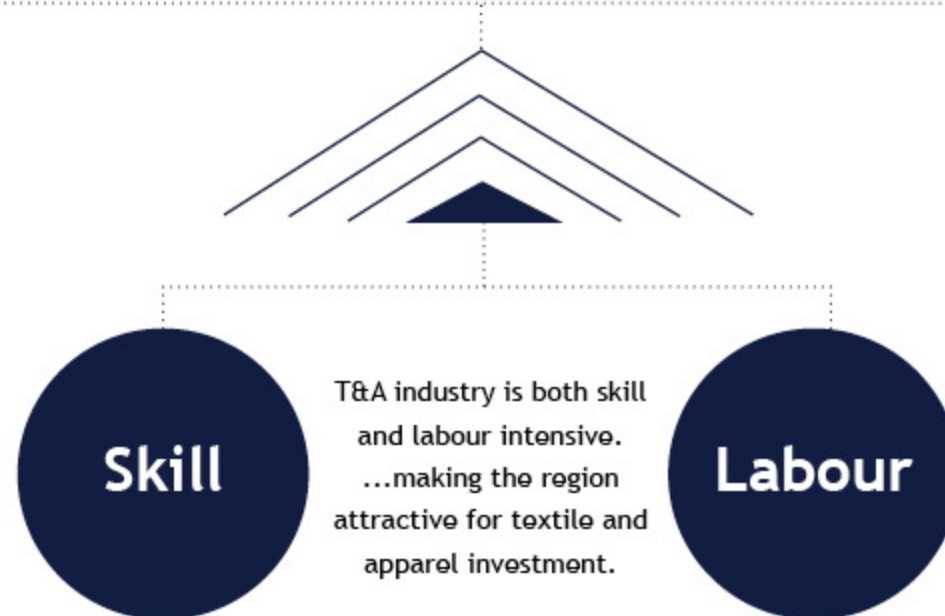 Skill
T&A industry is both skill
and labour intensive.
...making the region
attractive for textile and
apparel investment.
Labour